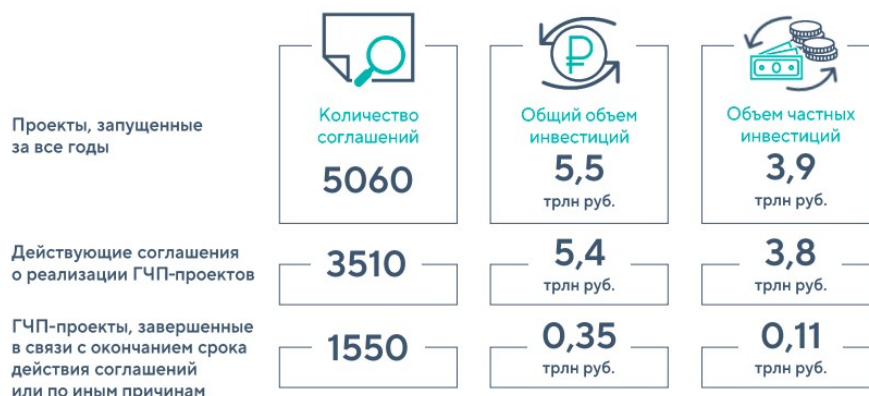 Количество
соглашений
5060
Общий объем
инвестиций
5,5
трлн руб.
Объем частных
инвестиций
3,9
трлн руб.
Проекты, запущенные
за все годы
Действующие соглашения
о реализации ГЧП-проектов
3510
5,4
трлн руб.
3,8
трлн руб.
ГЧП-проекты, завершенные
в связи с окончанием срока
действия соглашений
или по иным причинам
1550
0,35
трлн руб.
0,11
трлн руб.